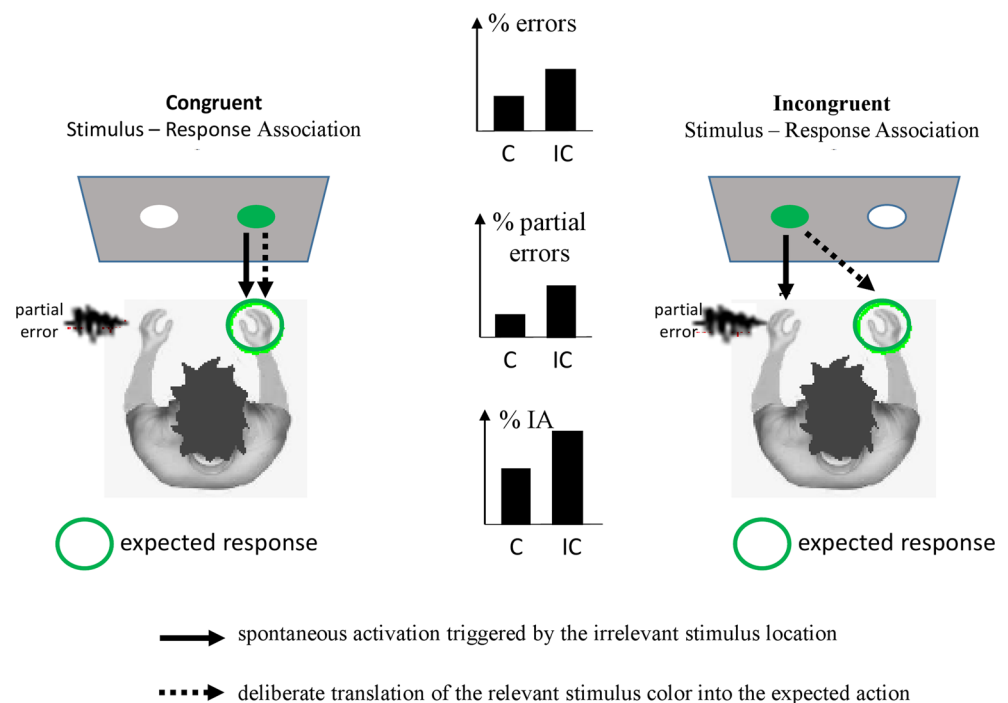 % errors
C IC
Congruent
Stimulus – Response Association
Incongruent
Stimulus – Response Association
% partial
errors
C IC
partial
error
partial
error
% IA
C IC
expected response
expected response
spontaneous activation triggered by the irrelevant stimulus location
deliberate translation of the relevant stimulus color into the expected action